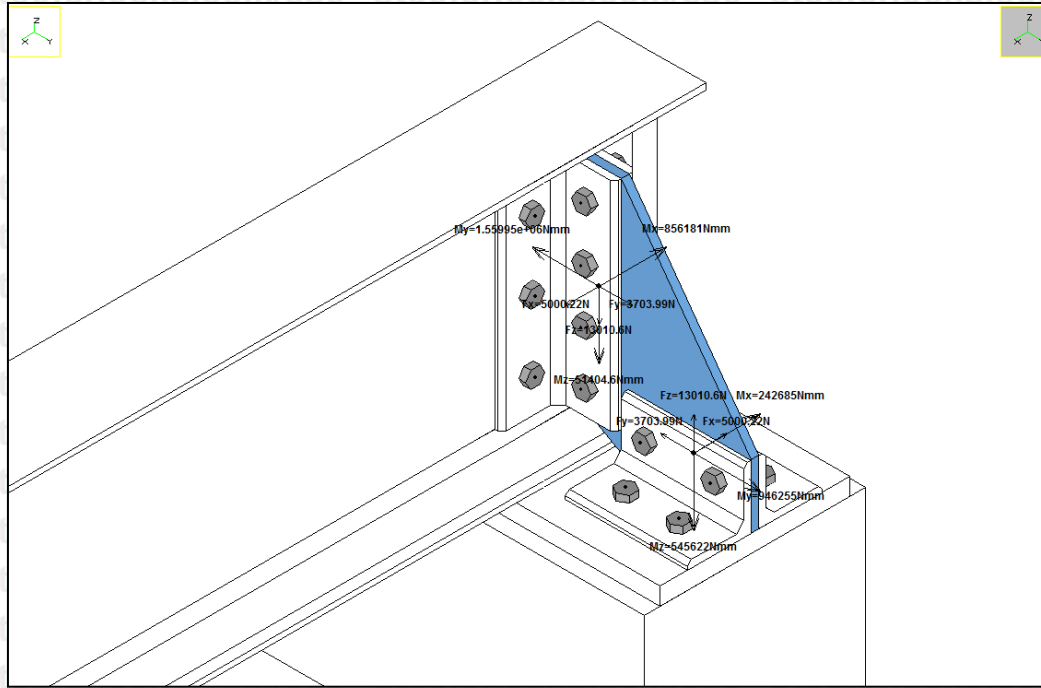 Z
X Y
Z
X
My=1.55995e+06Nmm
Mx=856181Nmm
Fx=5000.22N
Fy=3703.99N
Fz=13010.6N
Mz=51404.6Nmm
Fz=13010.6N
Mx=242685Nmm
Fy=3703.99N
Fx=5000.22N
My=946255Nmm
Mz=545622Nmm